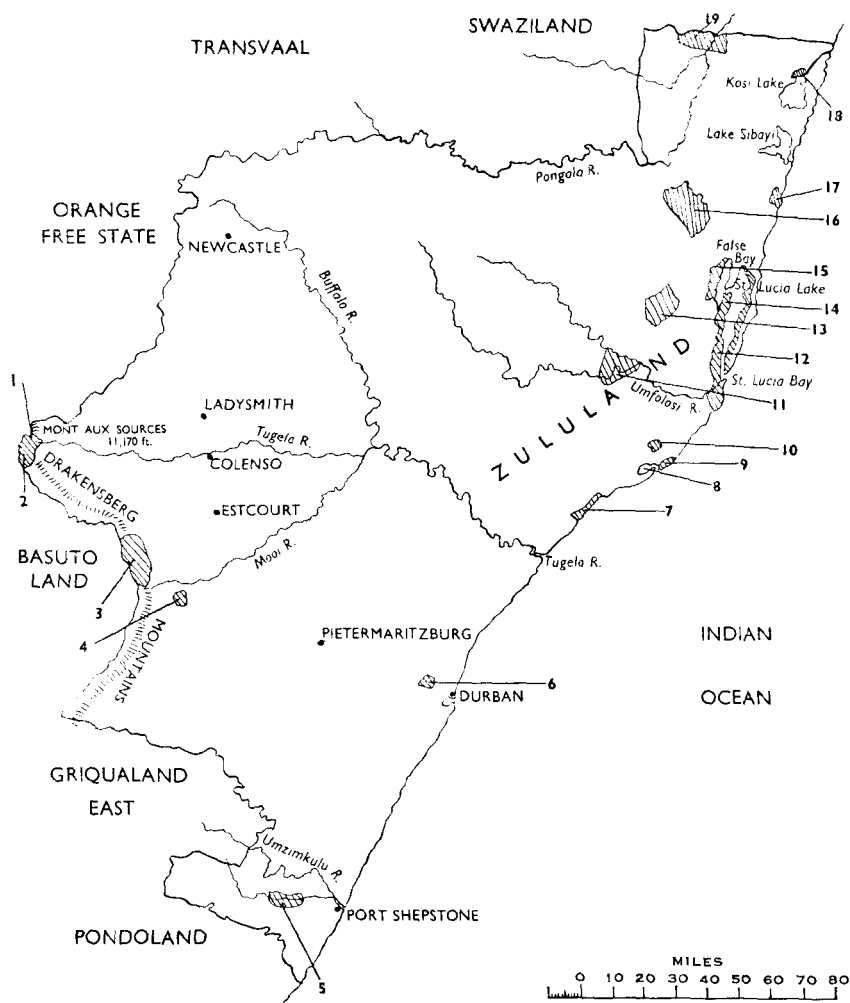 SWAZILAND
19
TRANSVAAL
Kosi Lake
18
Lake Sibayi
Pongola R.
17
16
ORANGE
FREE STATE
NEWCASTLE
Buffalo R.
False
Bay
15
St. Lucia Lake
14
13
12
ZULULAND
St. Lucia Bay
Umfolosi R.
11
1
LADYSMITH
MONT AUX SOURCES
11,170 ft.
Tugela R.
COLENSO
10
9
8
7
2
DRAKENSBERG
MOUNTAINS
ESTCOURT
Mooi R.
BASUTO
LAND
3
4
Tugela R.
PIETERMARITZBURG
INDIAN
OCEAN
6
DURBAN
GRIQUALAND
EAST
Umzimkulu R.
PORT SHEPSTONE
PONDOLAND
5
MILES
0 10 20 30 40 50 60 70 80